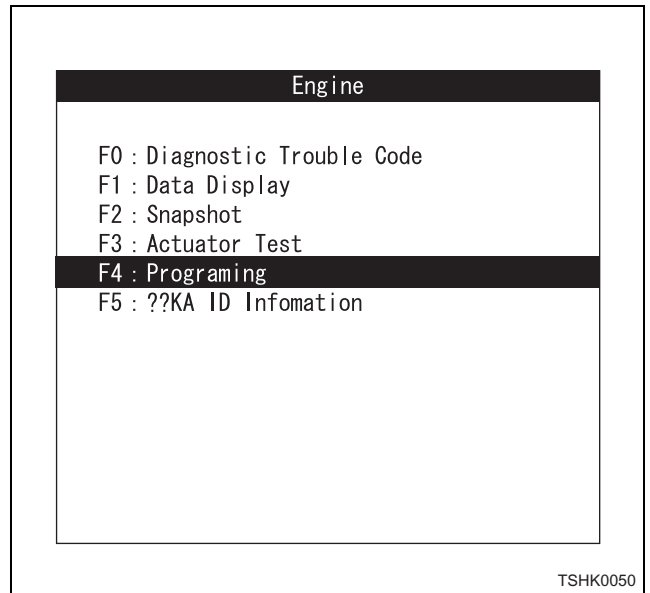 Engine
F0 : Diagnostic Trouble Code
F1 : Data Display
F2 : Snapshot
F3 : Actuator Test
F4 : Programing
F5 : ??KA ID Infomation
TSHK0050